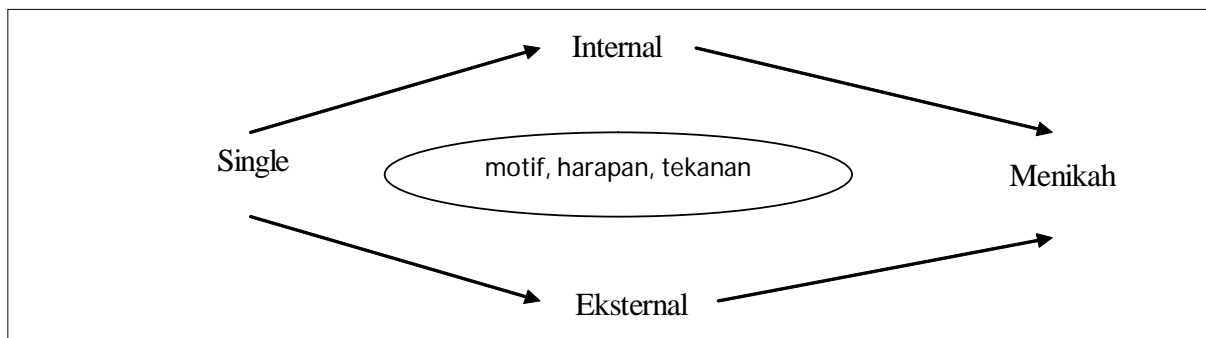 Internal
motif, harapan, tekanan
Single
Menikah
Eksternal